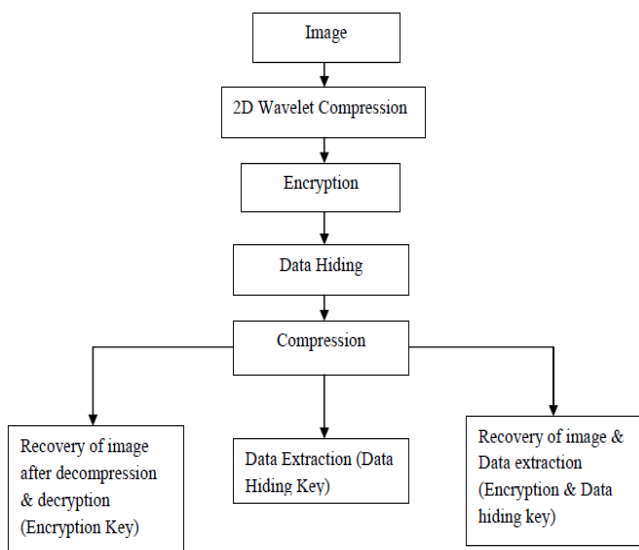 Image
2D Wavelet Compression
Encryption
Data Hiding
Compression
Recovery of image
after decompression
& decryption
(Encryption Key)
Data Extraction (Data
Hiding Key)
Recovery of image &
Data extraction
(Encryption & Data
hiding key)